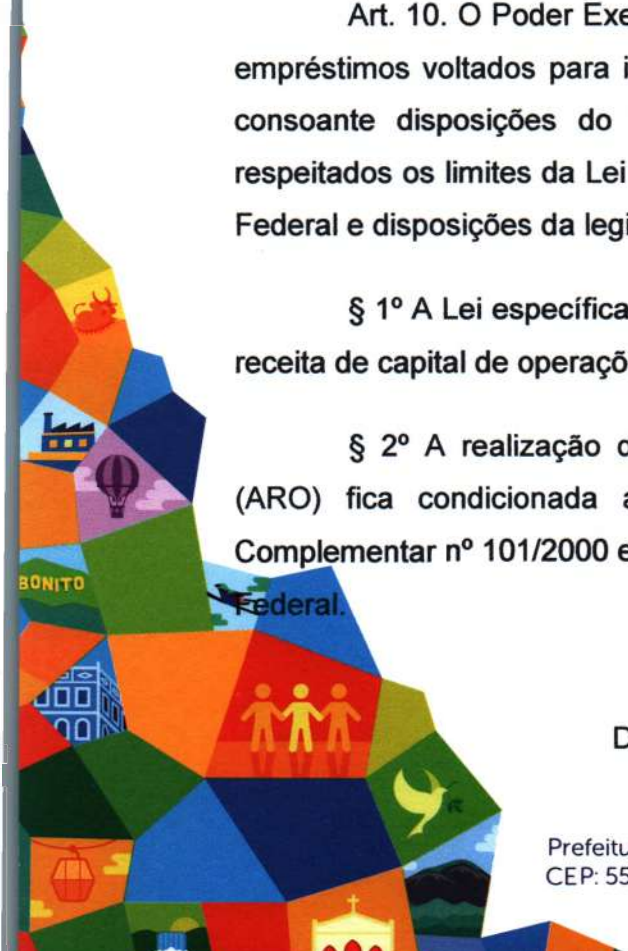 Art. 10. O Poder Exe
empréstimos voltados para i
consoante disposições do
respeitados os limites da Lei
Federal e disposições da legi
§ 1º A Lei específica
receita de capital de operaçõ
§ 2º A realização d
(ARO) fica condicionada a
Complementar nº 101/2000 e
Federal.
BONITO
D
Prefeitu
CEP: 55